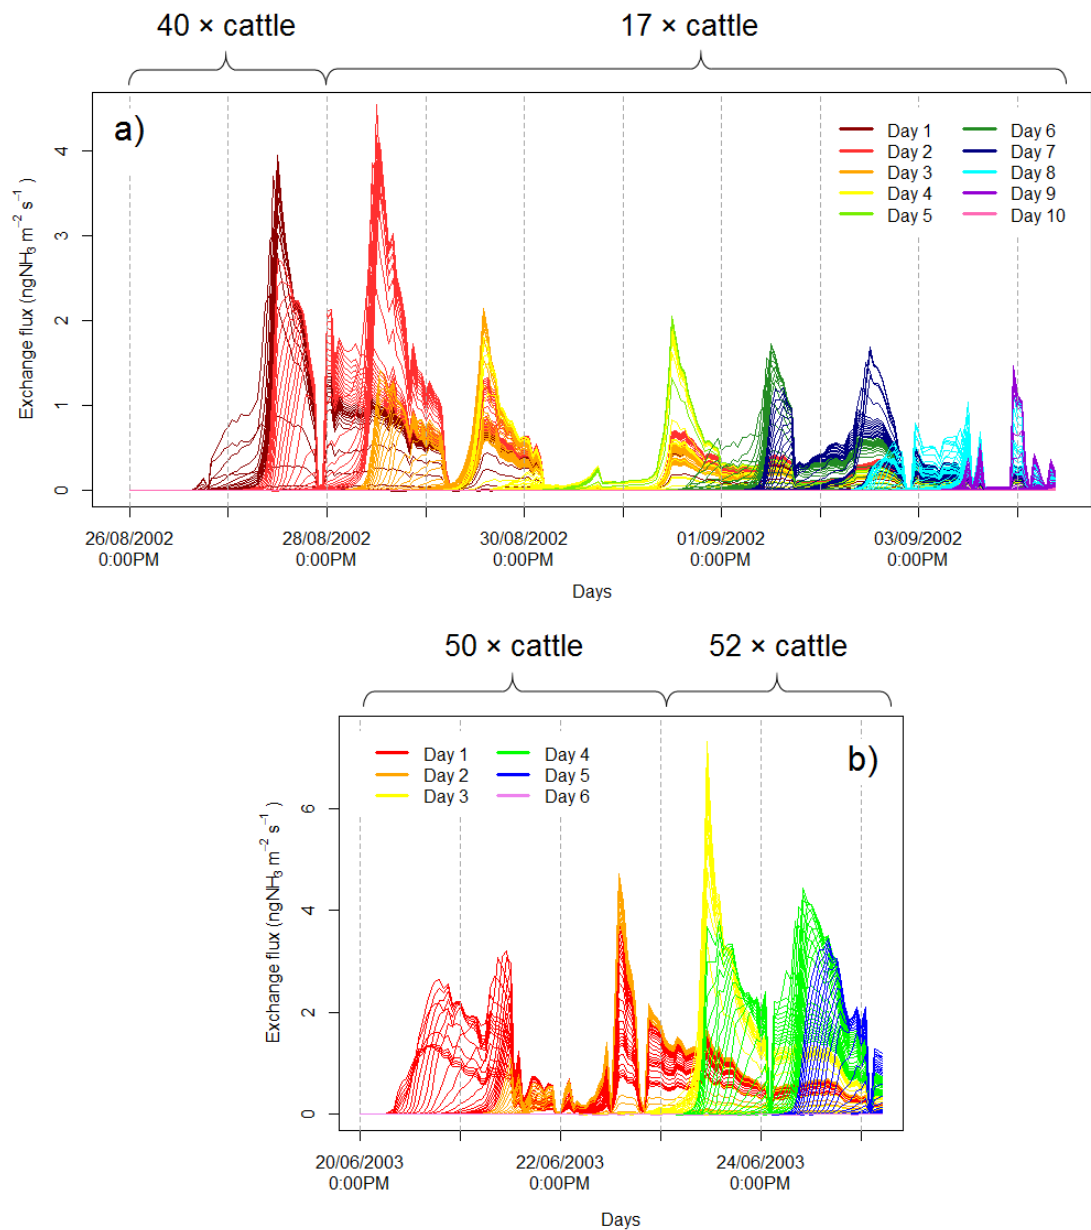 40 × cattle 17 × cattle
a)
Day 1 Day 6
Day 2 Day 7
Day 3 Day 8
Day 4 Day 9
Day 5 Day 10
Exchange flux (ngNH₃ m⁻² s⁻¹)
4
3
2
1
0
26/08/2002 28/08/2002 30/08/2002 01/09/2002 03/09/2002
0:00PM 0:00PM 0:00PM 0:00PM 0:00PM
Days
50 × cattle 52 × cattle
b)
Day 1 Day 4
Day 2 Day 5
Day 3 Day 6
Exchange flux (ngNH₃ m⁻² s⁻¹)
6
4
2
0
20/06/2003 22/06/2003 24/06/2003
0:00PM 0:00PM 0:00PM
Days